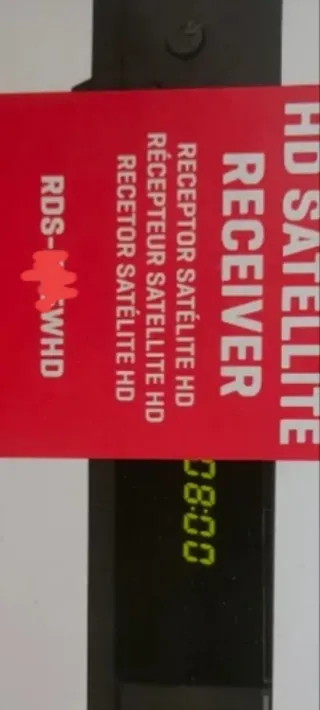 HD SATELLITE
RECEIVER
RECEPTOR SATÉLITE HD
RÉCEPTEUR SATELLITE HD
RECETOR SATÉLITE HD
RDS-WHD
08:00